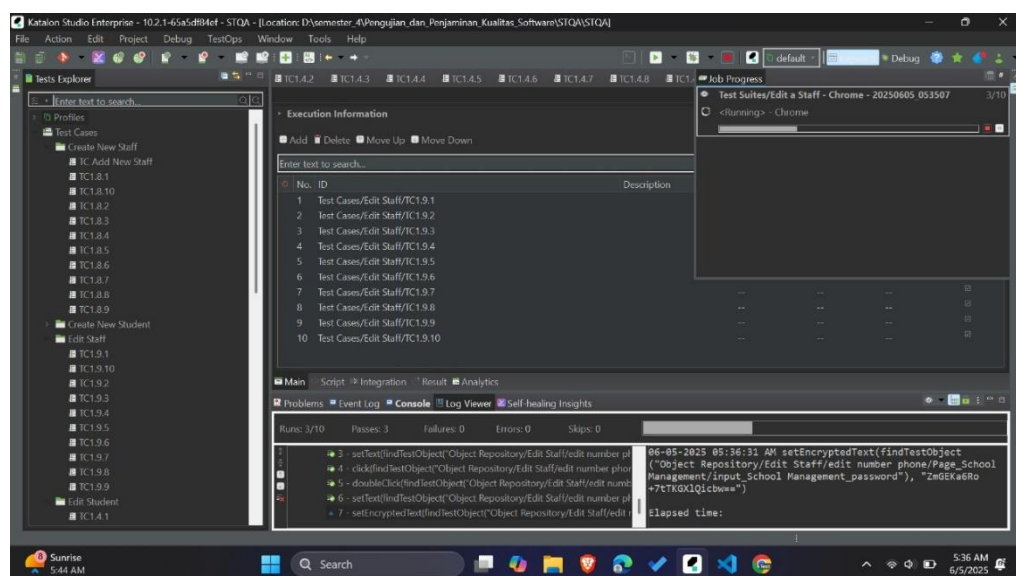 Katalon Studio Enterprise - 10.2.1-65a5df84ef - STQA - [Location: D:\semester_4\Pengujian_dan_Penjaminan_Kualitas_Software\STQA\STQA]
File Action Edit Project Debug TestOps Window Tools Help
default
Debug
Tests Explorer
TC1.4.2 TC1.4.3 TC1.4.4 TC1.4.5 TC1.4.6 TC1.4.7 TC1.4.8 TC1.4
Job Progress
Enter text to search...
Profiles
Test Cases
Create New Staff
TC Add New Staff
TC1.8.1
TC1.8.10
TC1.8.2
TC1.8.3
TC1.8.4
TC1.8.5
TC1.8.6
TC1.8.7
TC1.8.8
TC1.8.9
Create New Student
Edit Staff
TC1.9.1
TC1.9.10
TC1.9.2
TC1.9.3
TC1.9.4
TC1.9.5
TC1.9.6
TC1.9.7
TC1.9.8
TC1.9.9
Edit Student
TC1.4.1
Execution Information
Add Delete Move Up Move Down
Enter text to search...
No. ID Description
1 Test Cases/Edit Staff/TC1.9.1
2 Test Cases/Edit Staff/TC1.9.2
3 Test Cases/Edit Staff/TC1.9.3
4 Test Cases/Edit Staff/TC1.9.4
5 Test Cases/Edit Staff/TC1.9.5
6 Test Cases/Edit Staff/TC1.9.6
7 Test Cases/Edit Staff/TC1.9.7 -- -- --
8 Test Cases/Edit Staff/TC1.9.8 -- -- --
9 Test Cases/Edit Staff/TC1.9.9 -- -- --
10 Test Cases/Edit Staff/TC1.9.10 -- -- --
Test Suites/Edit a Staff - Chrome - 20250605_053507 3/10
<Running> - Chrome
Main Script Integration Result Analytics
Problems Event Log Console Log Viewer Self-healing Insights
Runs: 3/10 Passes: 3 Failures: 0 Errors: 0 Skips: 0
3 - setText(findTestObject("Object Repository/Edit Staff/edit number ph
4 - click(findTestObject("Object Repository/Edit Staff/edit number phor
5 - doubleClick(findTestObject("Object Repository/Edit Staff/edit numb
6 - setText(findTestObject("Object Repository/Edit Staff/edit number ph
7 - setEncryptedText(findTestObject("Object Repository/Edit Staff/edit r
06-05-2025 05:36:31 AM setEncryptedText(findTestObject
("Object Repository/Edit Staff/edit number phone/Page_School
Management/input_School Management_password"), "ZmGEKa6Ro
+7tTKGXlQicbw==")
Elapsed time:
8
Sunrise
5:44 AM
Search
5:36 AM
6/5/2025